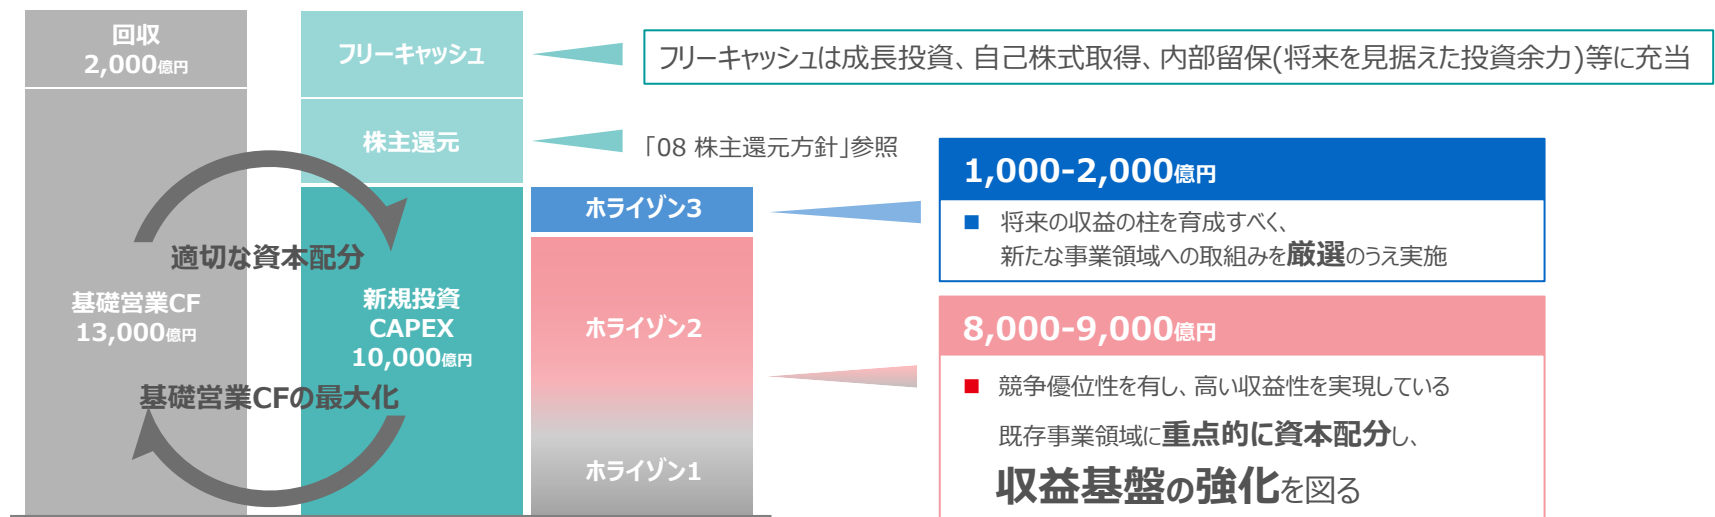 回収
2,000億円
フリーキャッシュ
フリーキャッシュは成長投資、自己株式取得、内部留保(将来を見据えた投資余力)等に充当
株主還元
「08 株主還元方針」参照
適切な資本配分
基礎営業CF
13,000億円
基礎営業CFの最大化
新規投資
CAPEX
10,000億円
ホライゾン3
ホライゾン2
ホライゾン1
1,000-2,000億円
■ 将来の収益の柱を育成すべく、
新たな事業領域への取組みを厳選のうえ実施
8,000-9,000億円
■ 競争優位性を有し、高い収益性を実現している
既存事業領域に重点的に資本配分し、
収益基盤の強化を図る